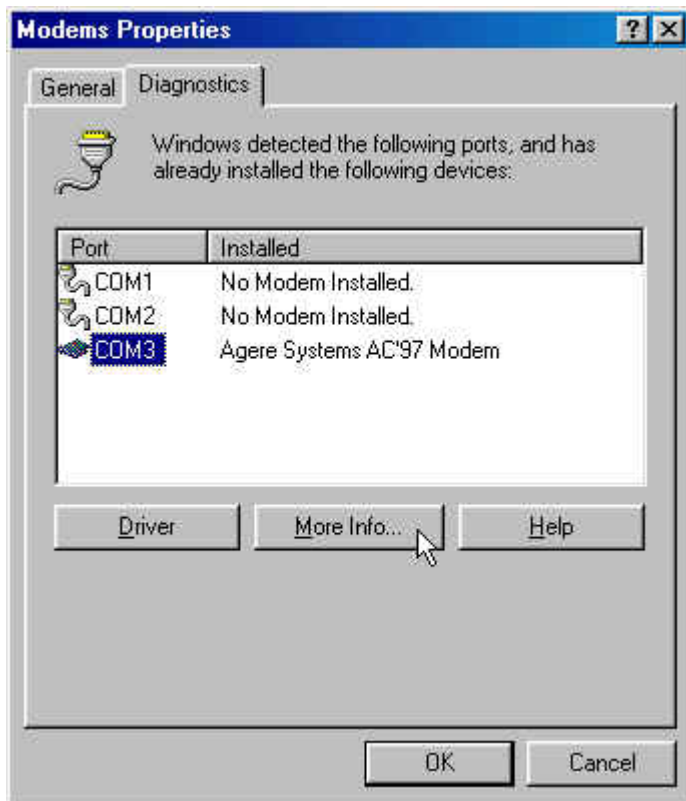 Modems Properties
General Diagnostics
Windows detected the following ports, and has
already installed the following devices:
Port Installed
COM1 No Modem Installed.
COM2 No Modem Installed.
COM3 Agere Systems AC'97 Modem
Driver More Info... Help
OK Cancel